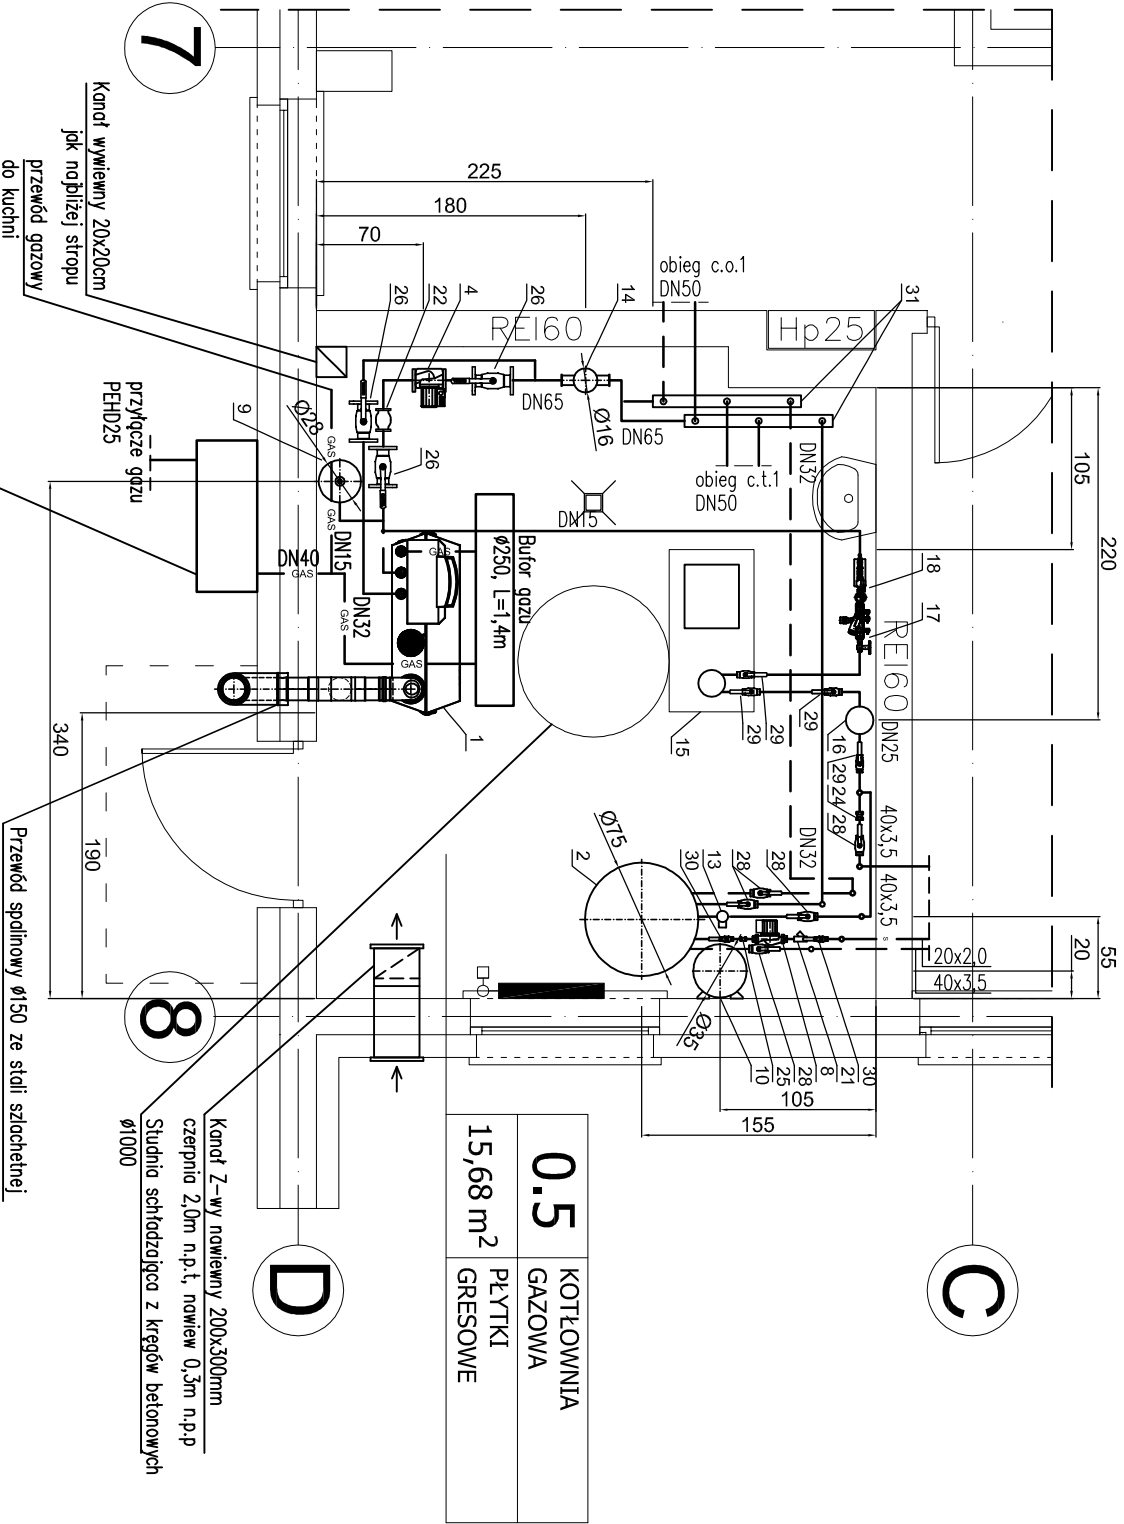 7
8
C
D
Kanał wywiewny 20x20cm
jak najbliżej stropu
przewód gazowy
do kuchni
przyłącze gazu
PEHD25
225
180
70
obieg c.o.1
DN50
31
14
26
4
22
26
REI60
Hp25
105
220
DN65
Ø16
DN65
DN32
obieg c.t.1
DN50
26
9
Ø28
GAS
GAS
DN15
DN40
GAS
DN32
GAS
GAS
GAS
DN15
Bufor gazu
ø250, L=1,4m
18
17
REI60
29
29
29
15
16
29
24
28
DN25
40x3,5
40x3,5
s
1
340
190
DN32
Ø75
2
30
13
28
28
55
20
20x2,0
40x3,5
Ø35
10
25
28
8
21
30
105
155
0.5
KOTŁOWNIA
GAZOWA
15,68 m²
PŁYTKI
GRESOWE
Kanał Z-wy nawiewny 200x300mm
czerpnia 2,0m n.p.t, nawiew 0,3m n.p.p
Studnia schładzająca z kręgów betonowych
ø1000
Przewód spalinowy ø150 ze stali szlachetnej